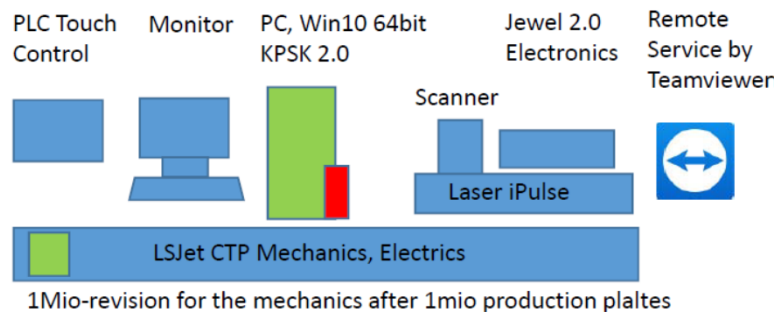 PLC Touch
Control
Monitor
PC, Win10 64bit
KPSK 2.0
Jewel 2.0
Electronics
Remote
Service by
Teamviewer
Scanner
Laser iPulse
LSJet CTP Mechanics, Electrics
1Mio-revision for the mechanics after 1mio production plaltes